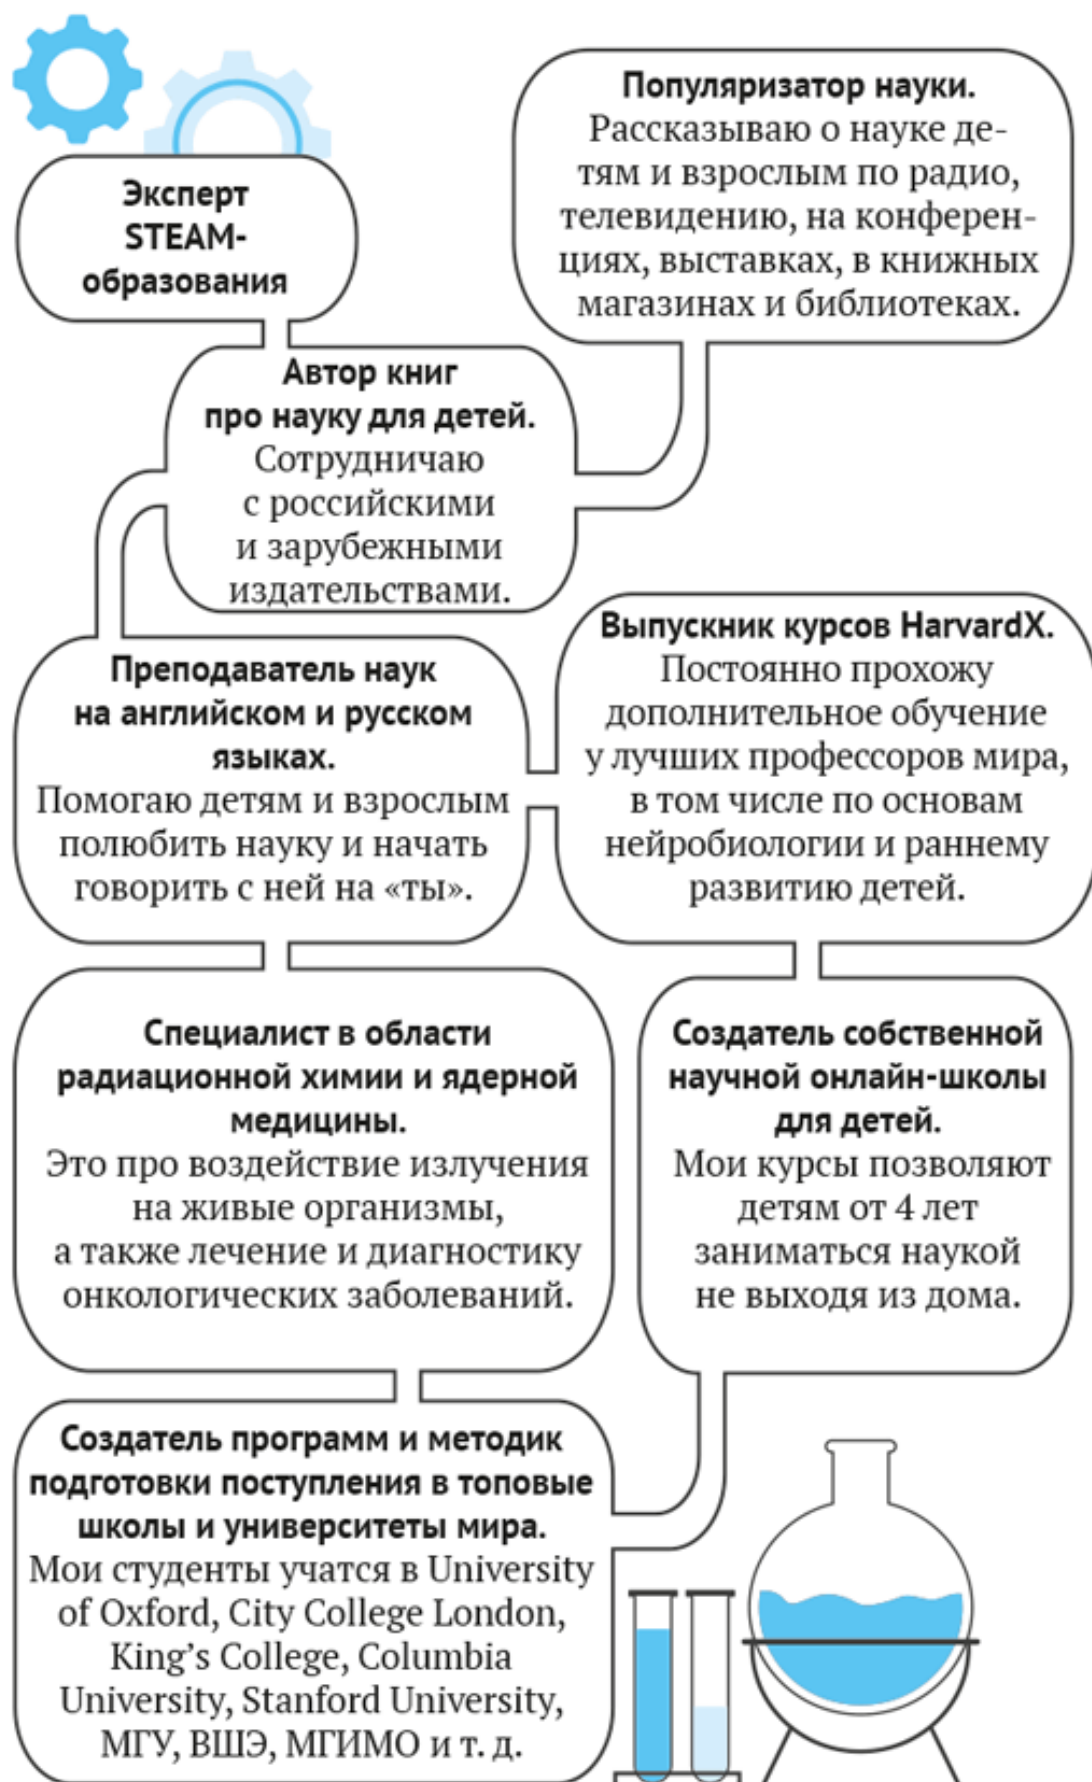 Популяризатор науки.
Рассказываю о науке де-
тям и взрослым по радио,
телевидению, на конферен-
циях, выставках, в книжных
магазинах и библиотеках.
Эксперт
STEAM-
образования
Автор книг
про науку для детей.
Сотрудничаю
с российскими
и зарубежными
издательствами.
Преподаватель наук
на английском и русском
языках.
Помогаю детям и взрослым
полюбить науку и начать
говорить с ней на «ты».
Выпускник курсов HarvardX.
Постоянно прохожу
дополнительное обучение
у лучших профессоров мира,
в том числе по основам
нейробиологии и раннему
развитию детей.
Специалист в области
радиационной химии и ядерной
медицины.
Это про воздействие излучения
на живые организмы,
а также лечение и диагностику
онкологических заболеваний.
Создатель собственной
научной онлайн-школы
для детей.
Мои курсы позволяют
детям от 4 лет
заниматься наукой
не выходя из дома.
Создатель программ и методик
подготовки поступления в топовые
школы и университеты мира.
Мои студенты учатся в University
of Oxford, City College London,
King’s College, Columbia
University, Stanford University,
МГУ, ВШЭ, МГИМО и т. д.